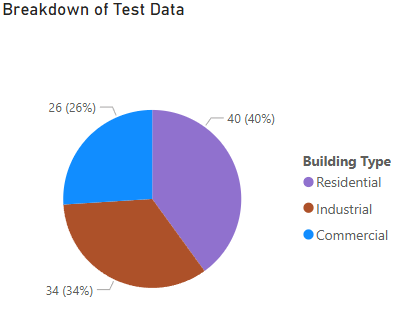 Breakdown of Test Data
26 (26%)
40 (40%)
Building Type
Residential
Industrial
Commercial
34 (34%)